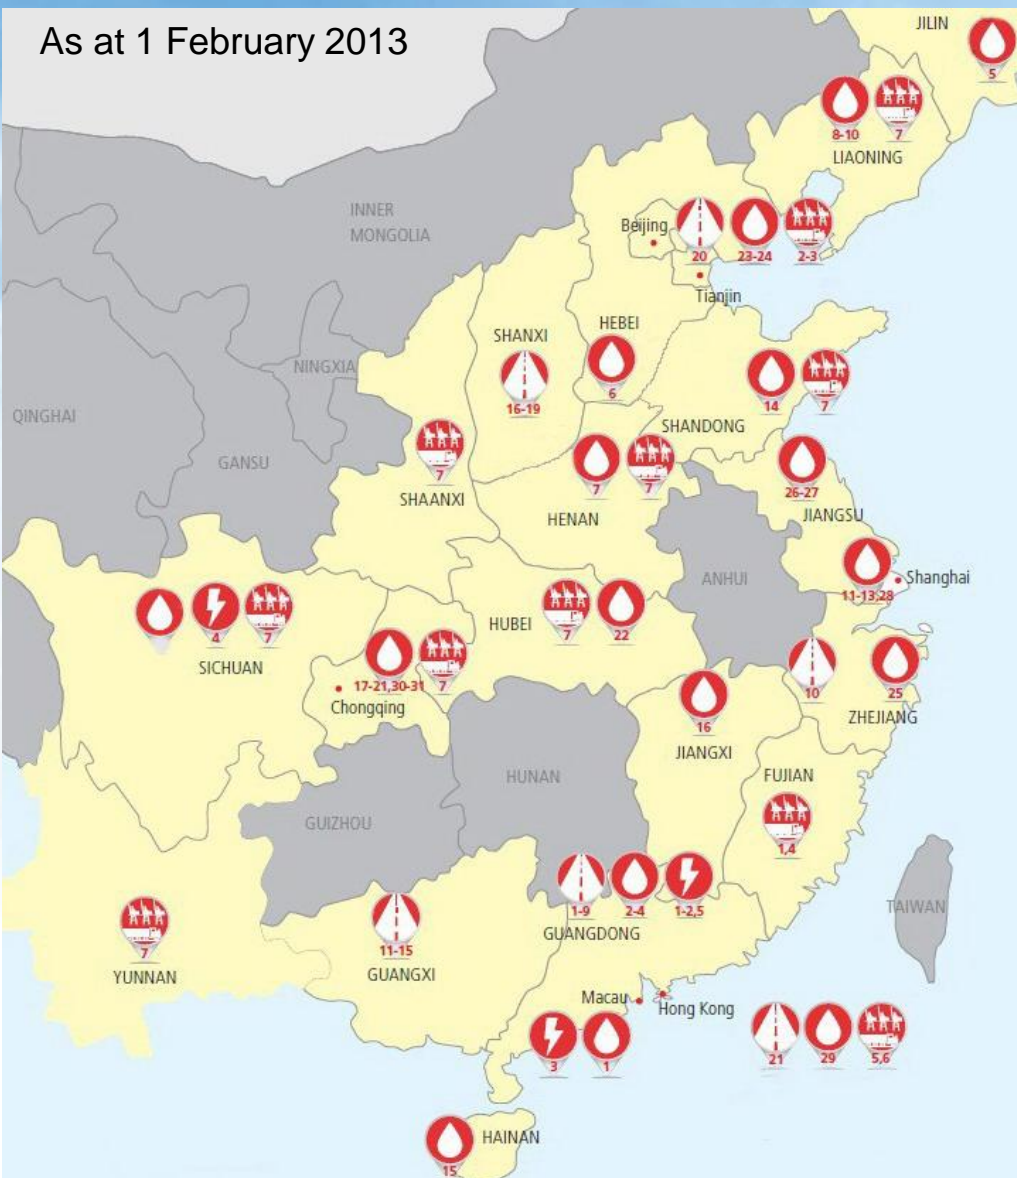 As at 1 February 2013
JILIN
5
8-10
7
LIAONING
INNER
MONGOLIA
Beijing
20
23-24
2-3
Tianjin
SHANXI
HEBEI
NINGXIA
16-19
6
14
7
QINGHAI
SHANDONG
GANSU
7
7
7
26-27
SHAANXI
HENAN
JIANGSU
ANHUI
Shanghai
11-13,28
4
7
HUBEI
7
22
SICHUAN
17-21,30-31
7
10
25
Chongqing
16
ZHEJIANG
JIANGXI
HUNAN
FUJIAN
GUIZHOU
1,4
1-9
2-4
1-2,5
TAIWAN
YUNNAN
7
11-15
GUANGDONG
GUANGXI
Macau
Hong Kong
3
1
21
29
5,6
HAINAN
15